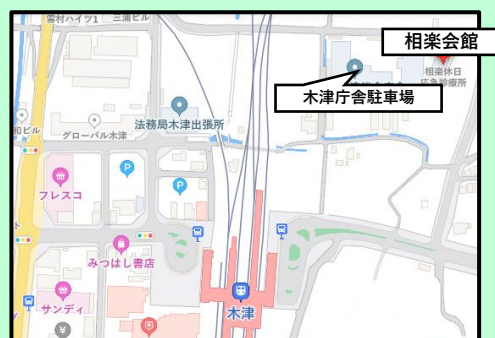 雲村ハイツ1
三浦ビル
相楽会館
相楽休日
応急診療所
木津庁舎駐車場
法務局木津出張所
和ビル
グローバル木津
P
フレスコ
P
みつはし書店
サンディ
木津